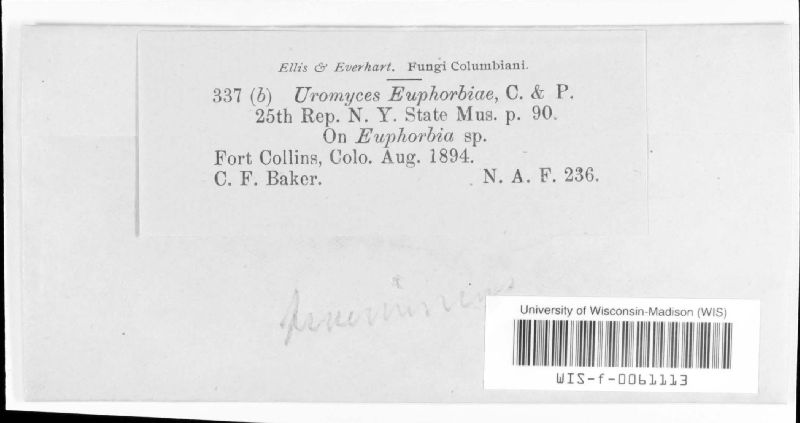 Ellis & Everhart. Fungi Columbiani.
337 (b) Uromyces Euphorbiae, C. & P.
25th Rep. N. Y. State Mus. p. 90.
On Euphorbia sp.
Fort Collins, Colo. Aug. 1894.
C. F. Baker. N. A. F. 236.
University of Wisconsin-Madison (WIS)
WIS-f-0061113